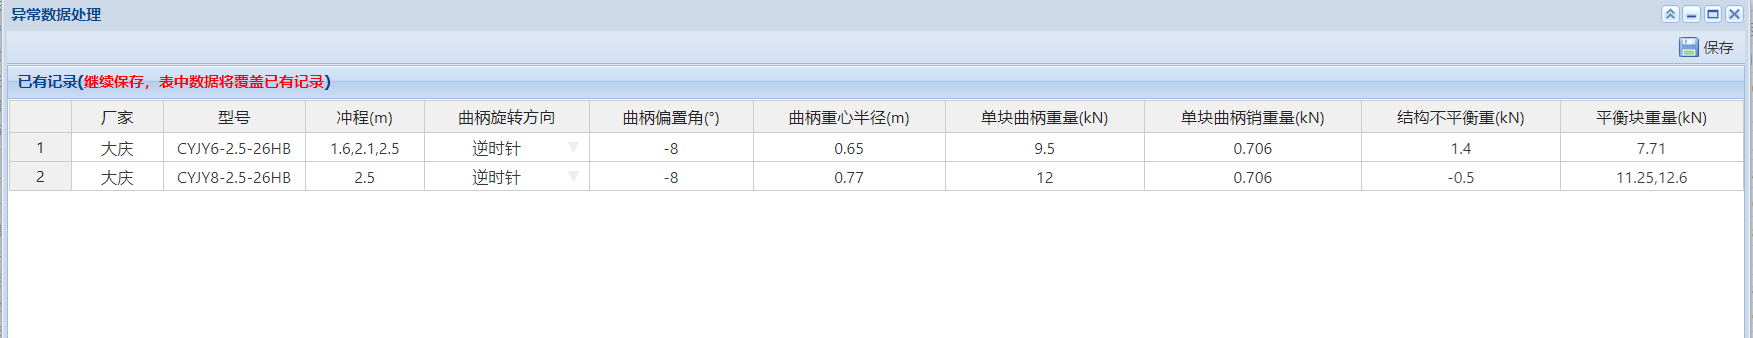 异常数据处理
保存
已有记录(继续保存，表中数据将覆盖已有记录)
厂家 型号 冲程(m) 曲柄旋转方向 曲柄偏置角(°) 曲柄重心半径(m) 单块曲柄重量(kN) 单块曲柄销重量(kN) 结构不平衡重(kN) 平衡块重量(kN)
1 大庆 CYJY6-2.5-26HB 1.6,2.1,2.5 逆时针 -8 0.65 9.5 0.706 1.4 7.71
2 大庆 CYJY8-2.5-26HB 2.5 逆时针 -8 0.77 12 0.706 -0.5 11.25,12.6